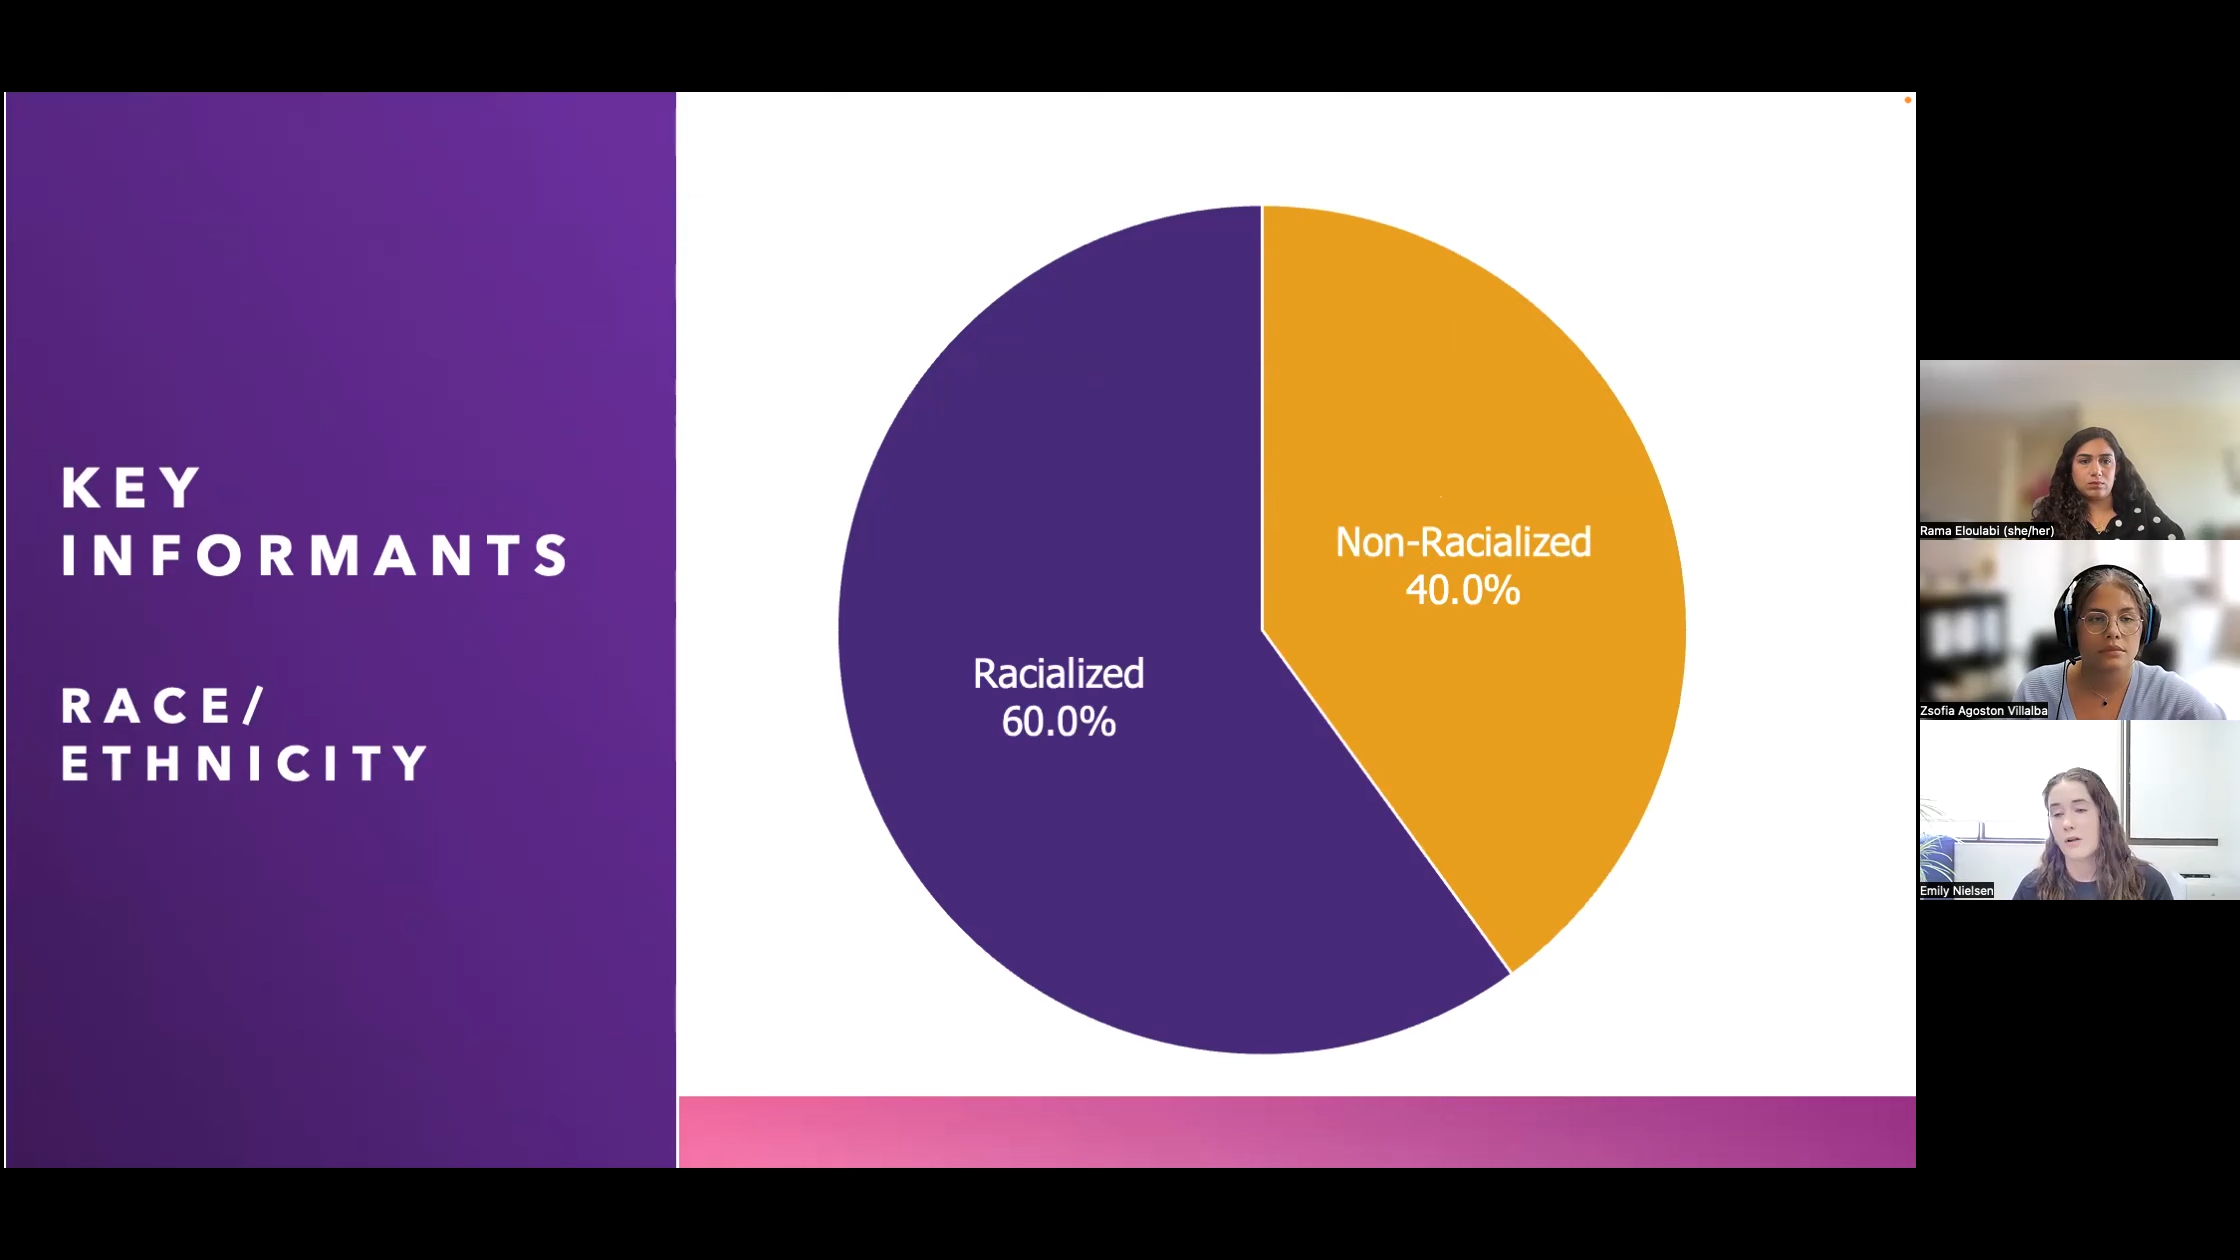 KEY
INFORMANTS
RACE/
ETHNICITY
Non-Racialized
40.0%
Racialized
60.0%
Rama Eloulabi (she/her)
Zsofia Agoston Villalba
Emily Nielsen